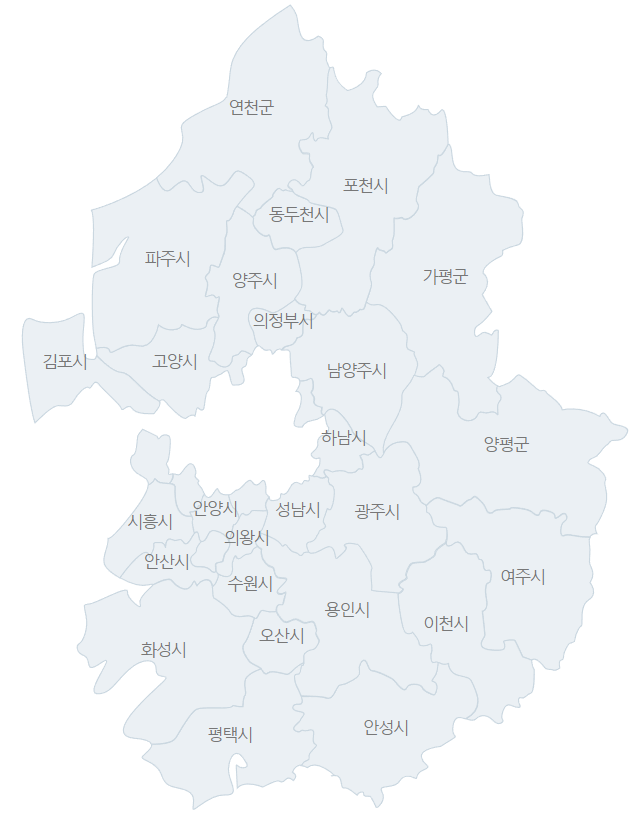 연천군
포천시
동두천시
파주시
양주시
가평군
의정부시
김포시
고양시
남양주시
하남시
양평군
안양시
성남시
광주시
시흥시
의왕시
안산시
여주시
수원시
용인시
이천시
오산시
화성시
안성시
평택시